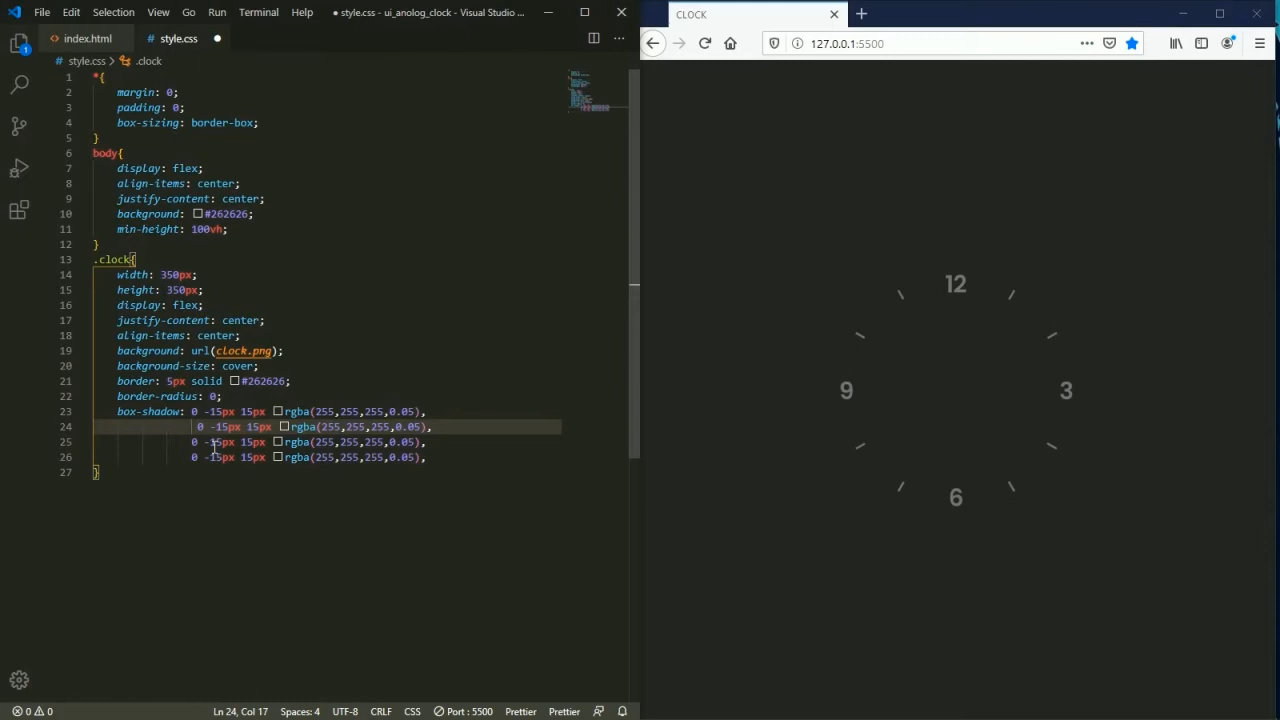 File Edit Selection View Go Run Terminal Help ● style.css - ui_anolog_clock - Visual Studio ...
CLOCK
<> index.html
# style.css ●
127.0.0.1:5500
# style.css > .clock
1 *{
2 margin: 0;
3 padding: 0;
4 box-sizing: border-box;
5 }
6 body{
7 display: flex;
8 align-items: center;
9 justify-content: center;
10 background: #262626;
11 min-height: 100vh;
12 }
13 .clock{
14 width: 350px;
15 height: 350px;
16 display: flex;
17 justify-content: center;
18 align-items: center;
19 background: url(clock.png);
20 background-size: cover;
21 border: 5px solid #262626;
22 border-radius: 0;
23 box-shadow: 0 -15px 15px rgba(255,255,255,0.05),
24 0 -15px 15px rgba(255,255,255,0.05),
25 0 -15px 15px rgba(255,255,255,0.05),
26 0 -15px 15px rgba(255,255,255,0.05),
27 }
12
9 3
6
1
0 0 Ln 24, Col 17 Spaces: 4 UTF-8 CRLF CSS Port : 5500 Prettier Prettier